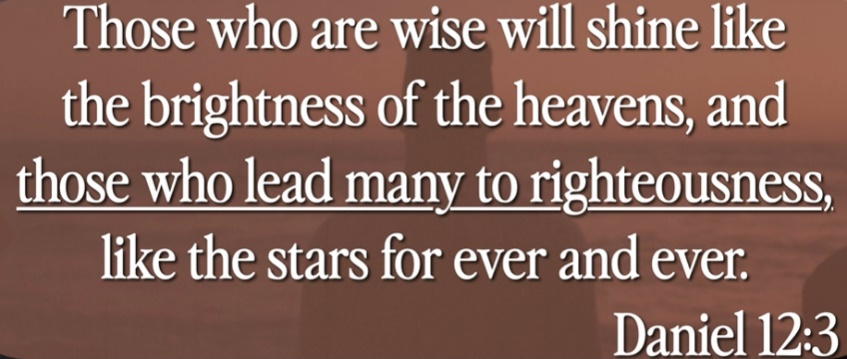 Those who are wise will shine like
the brightness of the heavens, and
those who lead many to righteousness,
like the stars for ever and ever.
Daniel 12:3